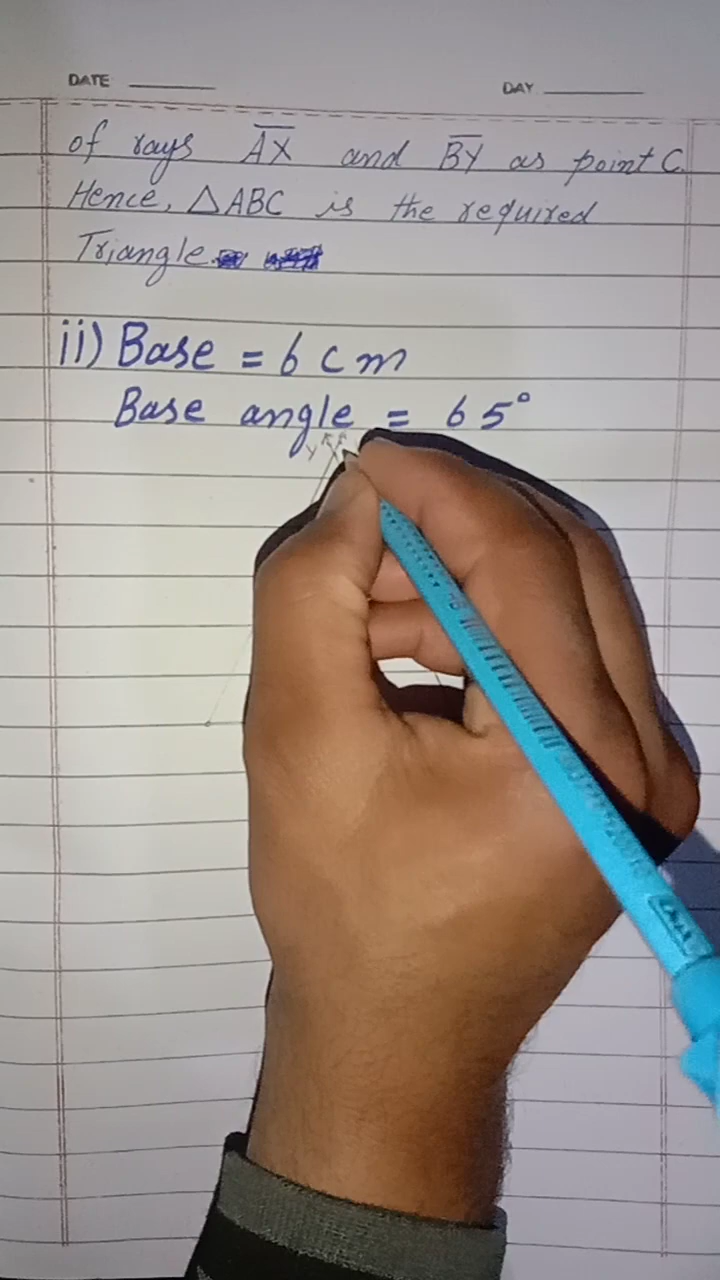 DATE
DAY
of rays AX and BY as point C.
Hence, △ABC is the required
Triangle.
ii) Base = 6 cm
Base angle = 65°
Y